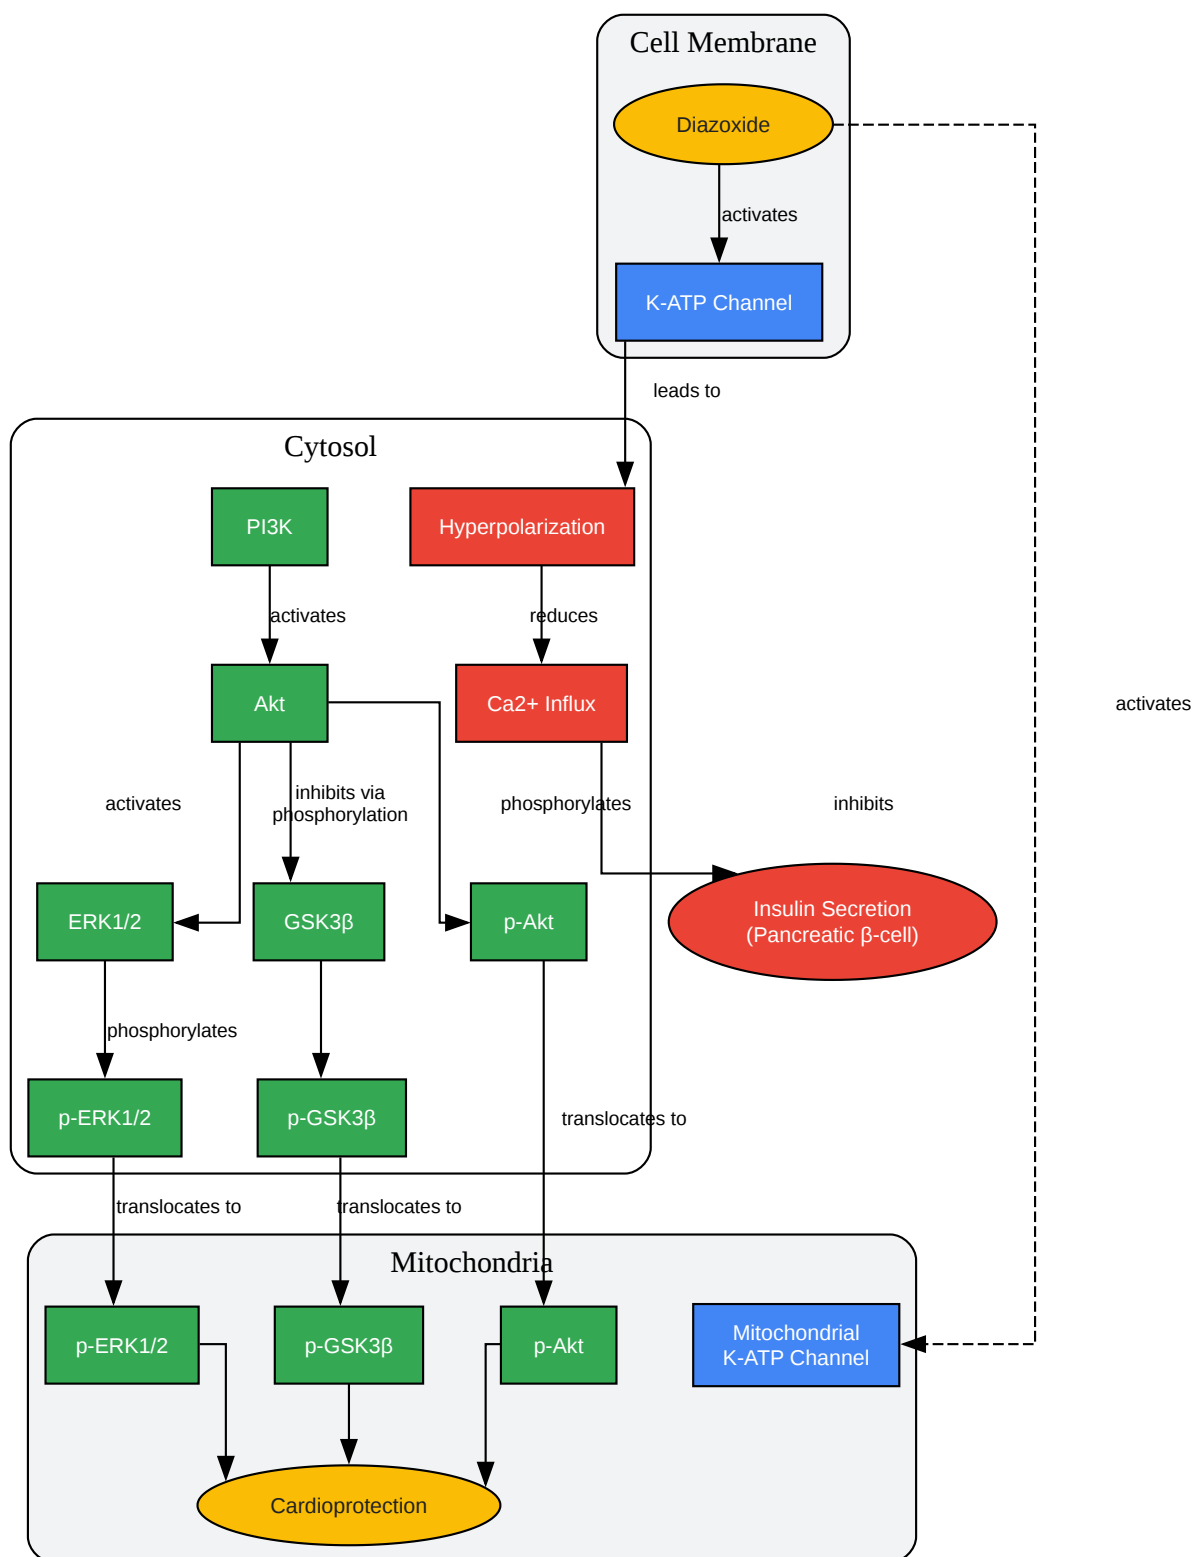 Cell Membrane
Diazoxide
activates
K-ATP Channel
leads to
Cytosol
PI3K
Hyperpolarization
activates
reduces
Akt
Ca2+ Influx
activates
activates
inhibits via
phosphorylation
phosphorylates
inhibits
ERK1/2
GSK3β
p-Akt
Insulin Secretion
(Pancreatic β-cell)
phosphorylates
p-ERK1/2
p-GSK3β
translocates to
translocates to
translocates to
Mitochondria
p-ERK1/2
p-GSK3β
p-Akt
Mitochondrial
K-ATP Channel
Cardioprotection